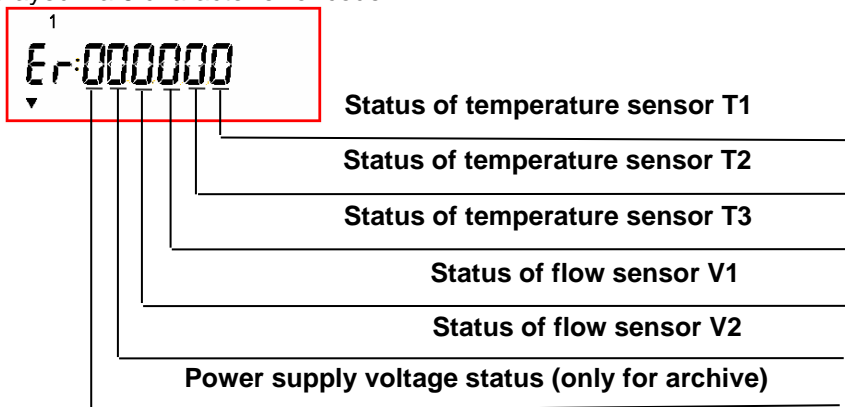 1
Er:000000
Status of temperature sensor T1
Status of temperature sensor T2
Status of temperature sensor T3
Status of flow sensor V1
Status of flow sensor V2
Power supply voltage status (only for archive)